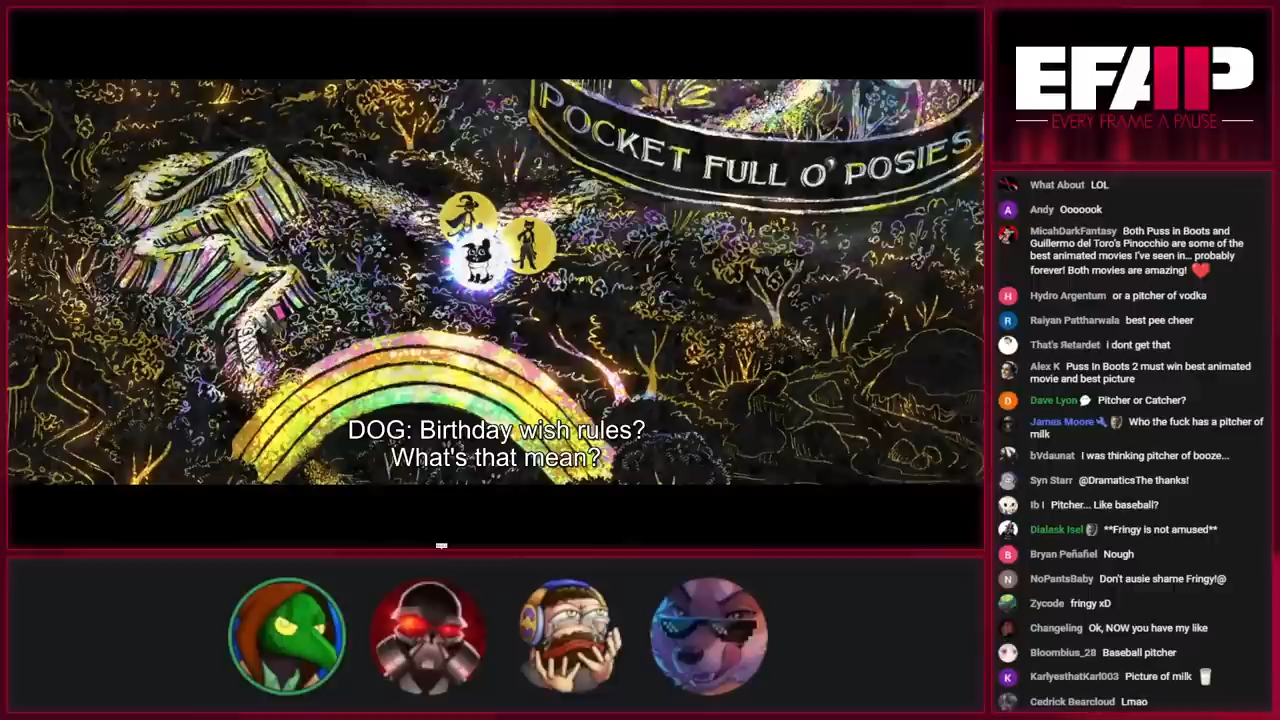 POCKET FULL O' POSIES
DOG: Birthday wish rules?
What's that mean?
EFAP
EVERY FRAME A PAUSE
What About LOL
Andy Ooooook
MicahDarkFantasy Both Puss in Boots and
Guillermo del Toro's Pinocchio are some of the
best animated movies I've seen in... probably
forever! Both movies are amazing! ❤️
Hydro Argentum or a pitcher of vodka
Raiyan Pattharwala best pee cheer
That's Яetardet i dont get that
Alex K Puss In Boots 2 must win best animated
movie and best picture
Dave Lyon Pitcher or Catcher?
James Moore Who the fuck has a pitcher of
milk
bVdaunat I was thinking pitcher of booze...
Syn Starr @DramaticsThe thanks!
Ib I Pitcher... Like baseball?
Dialask Isel **Fringy is not amused**
Bryan Peñafiel Nough
NoPantsBaby Don't ausie shame Fringy!@
Zycode fringy xD
Changeling Ok, NOW you have my like
Bloombius_28 Baseball pitcher
KarlyesthatKarl003 Picture of milk 🥛
Cedrick Bearcloud Lmao